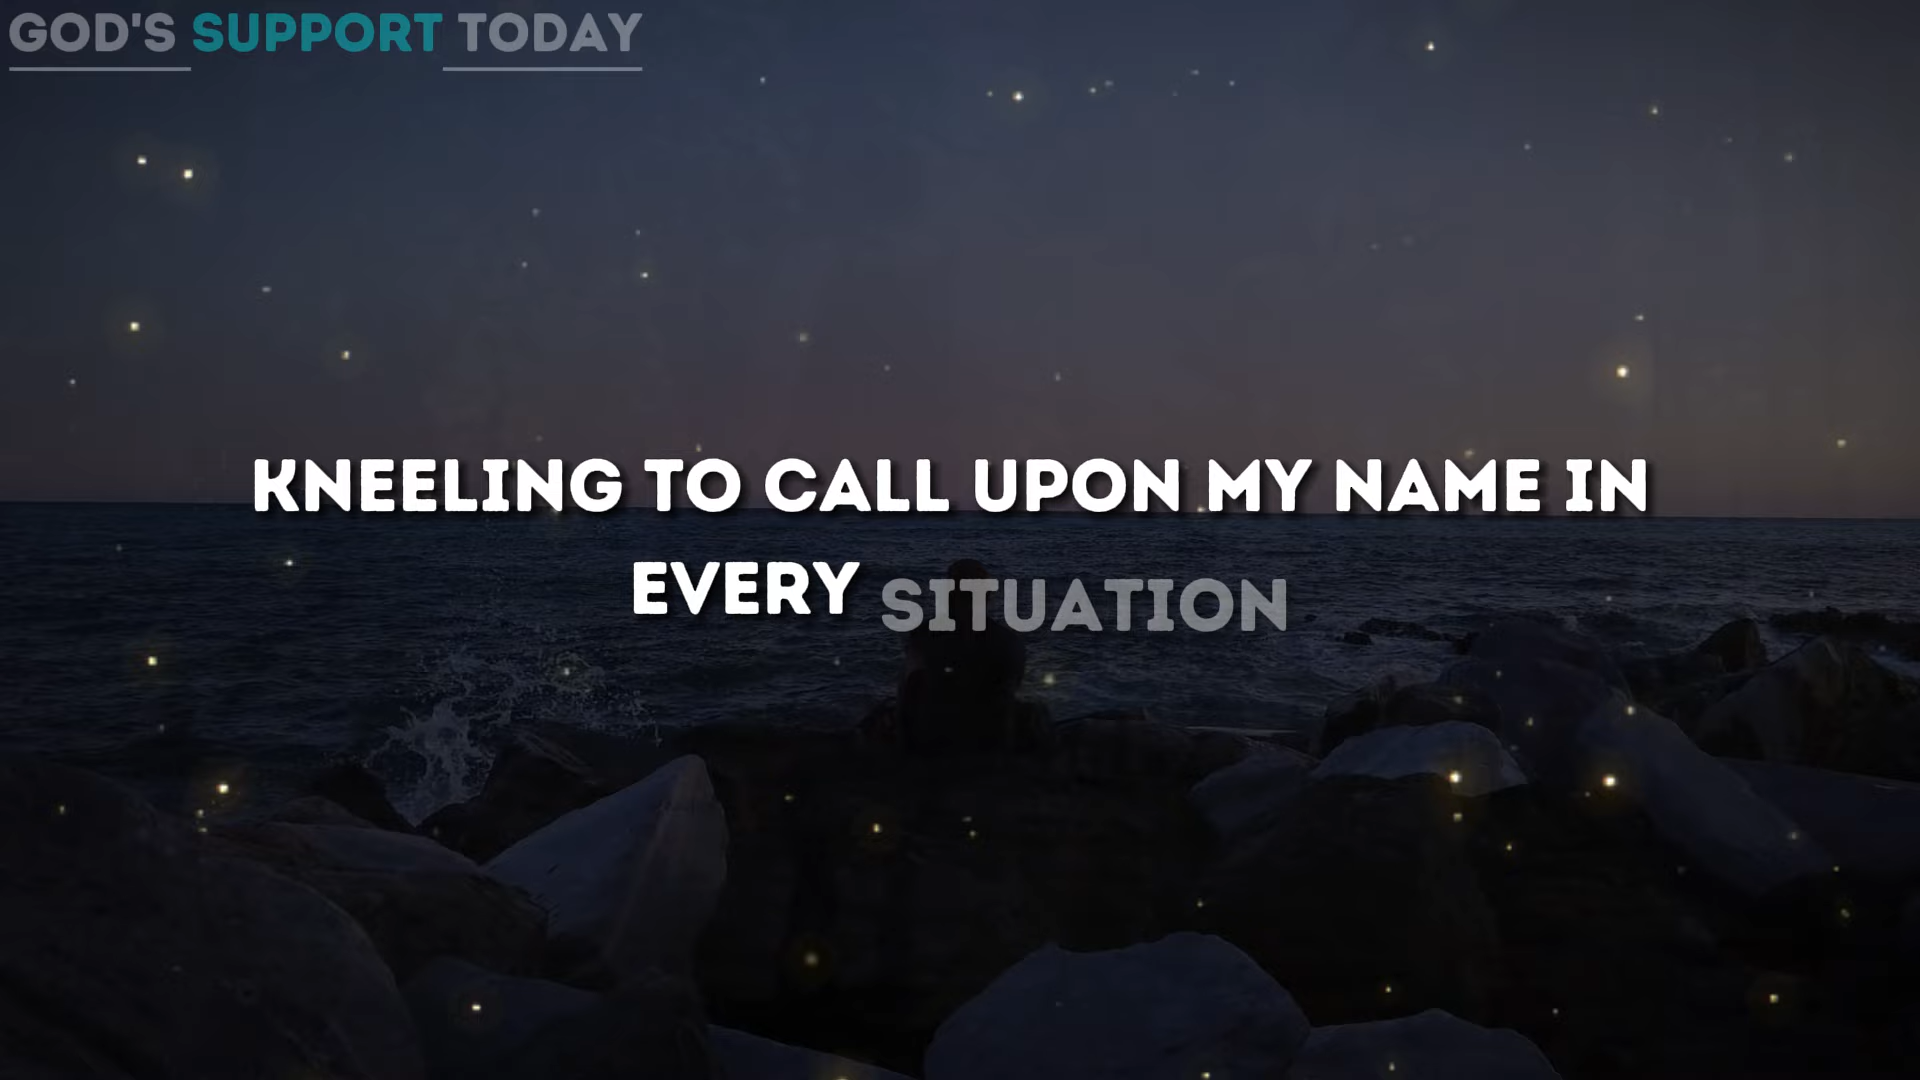 GOD'S SUPPORT TODAY
KNEELING TO CALL UPON MY NAME IN
EVERY SITUATION